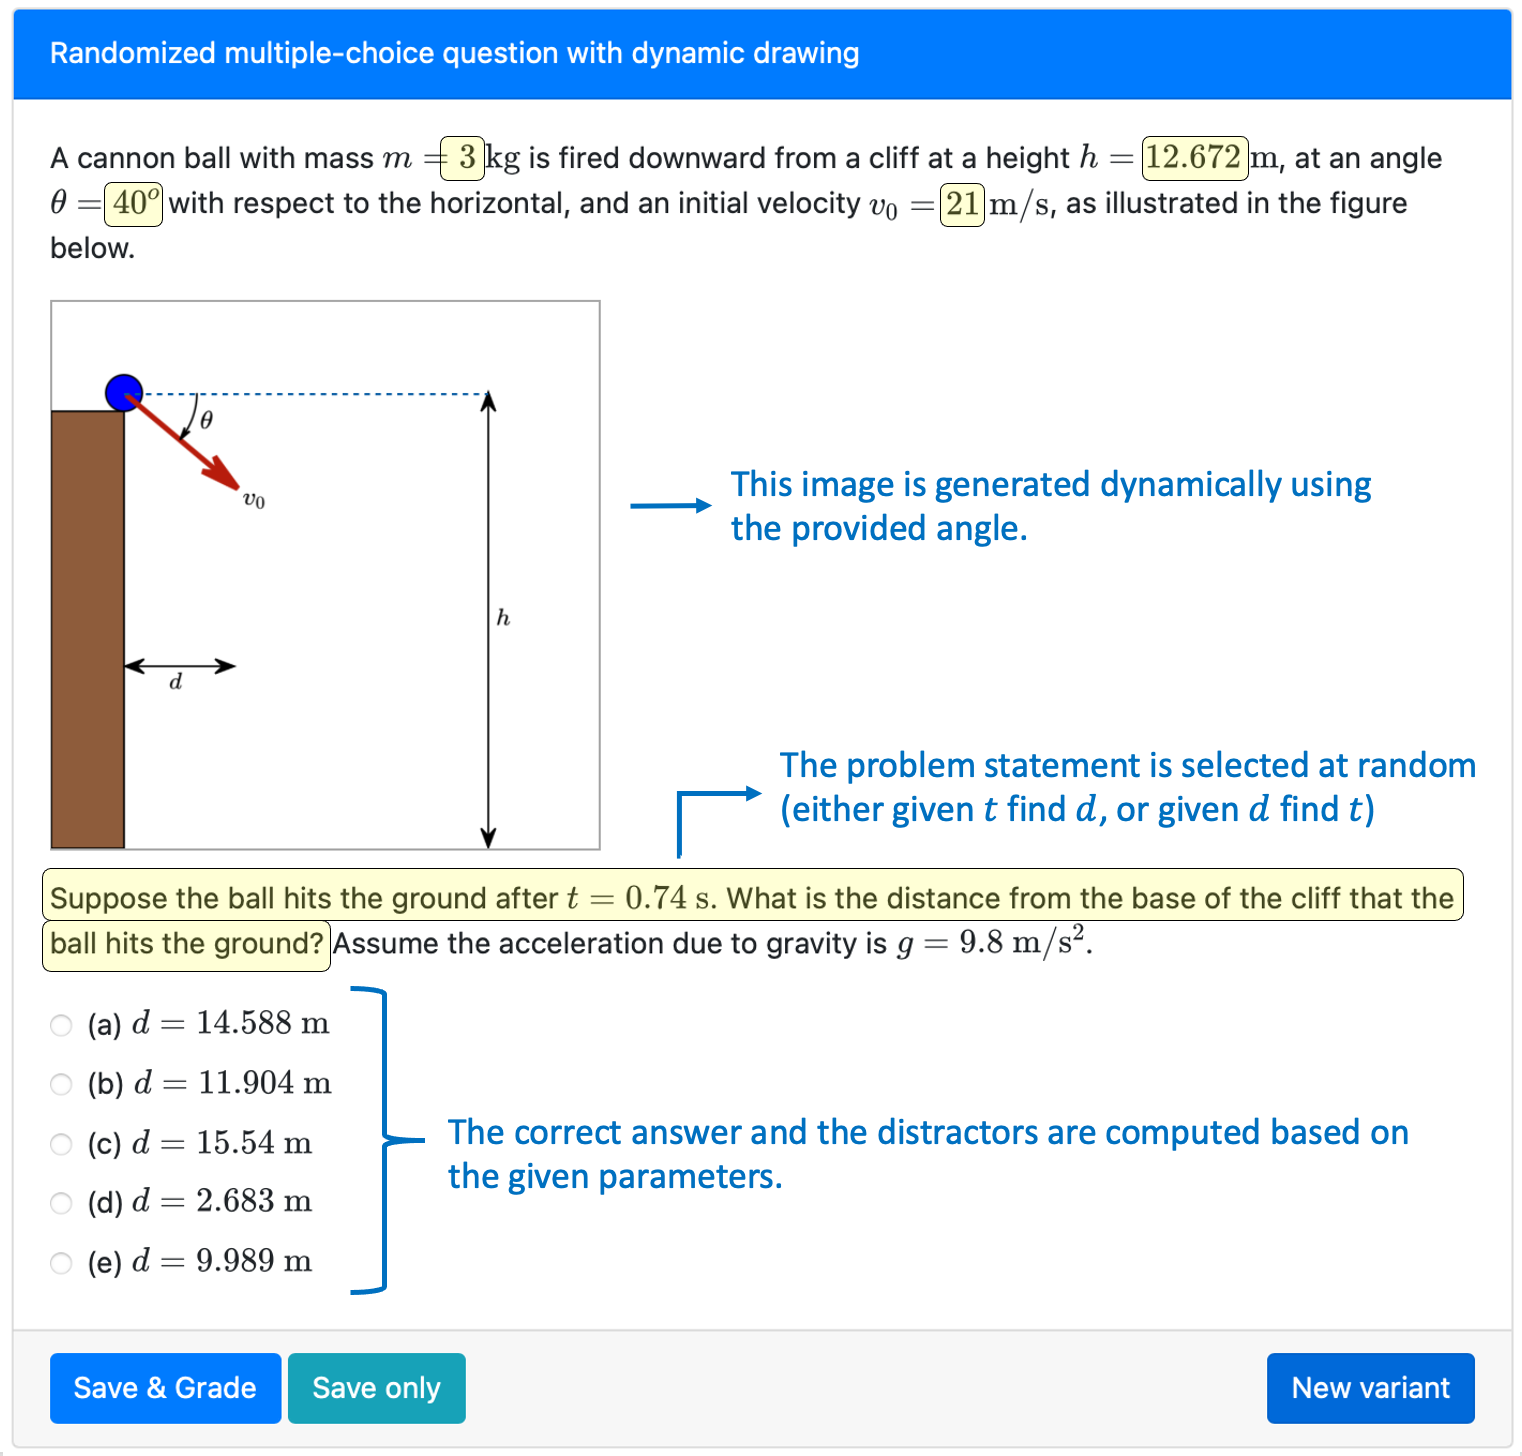 Randomized multiple-choice question with dynamic drawing
A cannon ball with mass m = 3 kg is fired downward from a cliff at a height h = 12.672 m, at an angle
θ = 40° with respect to the horizontal, and an initial velocity v₀ = 21 m/s, as illustrated in the figure
below.
θ
v₀
This image is generated dynamically using
the provided angle.
h
d
The problem statement is selected at random
(either given t find d, or given d find t)
Suppose the ball hits the ground after t = 0.74 s. What is the distance from the base of the cliff that the
ball hits the ground? Assume the acceleration due to gravity is g = 9.8 m/s².
(a) d = 14.588 m
(b) d = 11.904 m
(c) d = 15.54 m
(d) d = 2.683 m
(e) d = 9.989 m
The correct answer and the distractors are computed based on
the given parameters.
Save & Grade
Save only
New variant